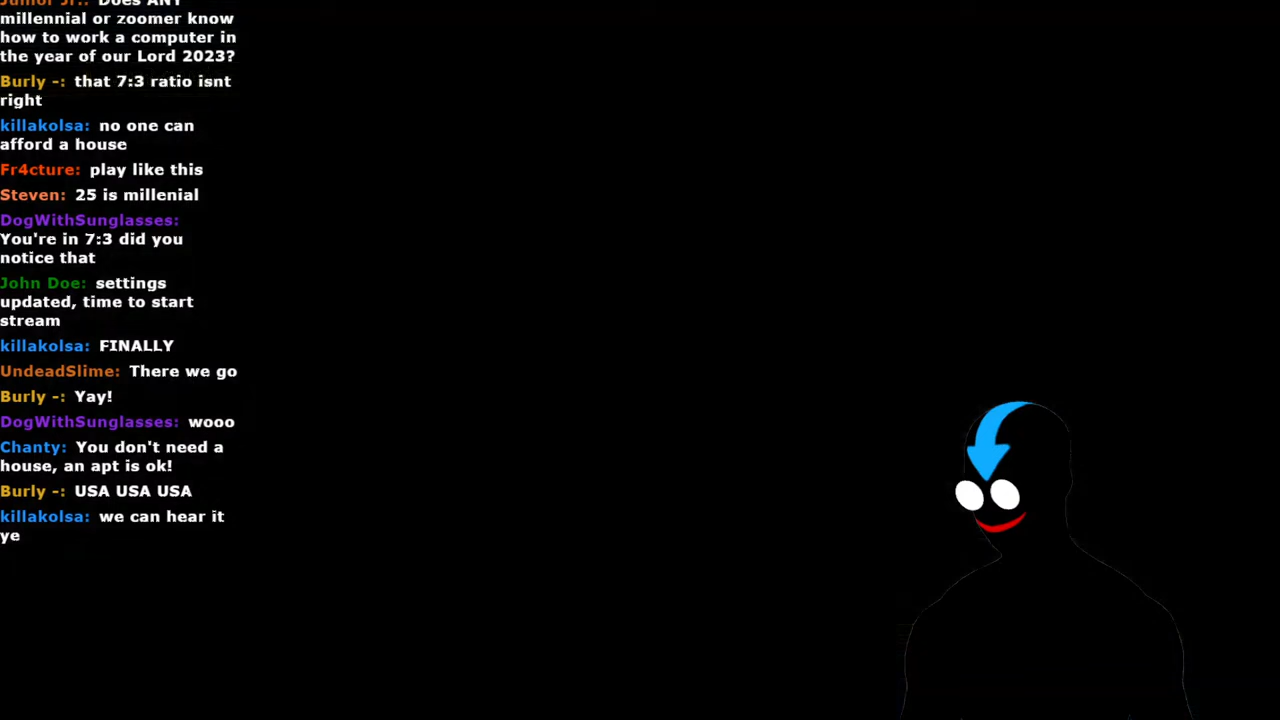 Junior Jr.: Does ANY
millennial or zoomer know
how to work a computer in
the year of our Lord 2023?
Burly -: that 7:3 ratio isnt
right
killakolsa: no one can
afford a house
Fr4cture: play like this
Steven: 25 is millenial
DogWithSunglasses:
You're in 7:3 did you
notice that
John Doe: settings
updated, time to start
stream
killakolsa: FINALLY
UndeadSlime: There we go
Burly -: Yay!
DogWithSunglasses: wooo
Chanty: You don't need a
house, an apt is ok!
Burly -: USA USA USA
killakolsa: we can hear it
ye